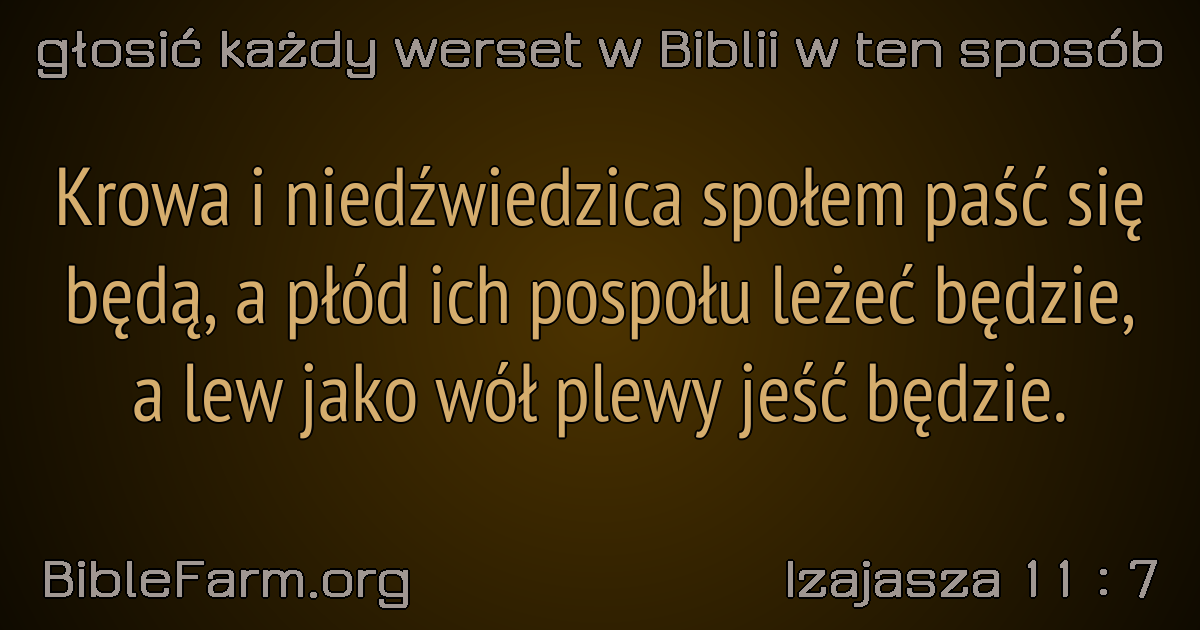 głosić każdy werset w Biblii w ten sposób
Krowa i niedźwiedzica społem paść się
będą, a płód ich pospołu leżeć będzie,
a lew jako wół plewy jeść będzie.
BibleFarm.org
Izajasza 11 : 7